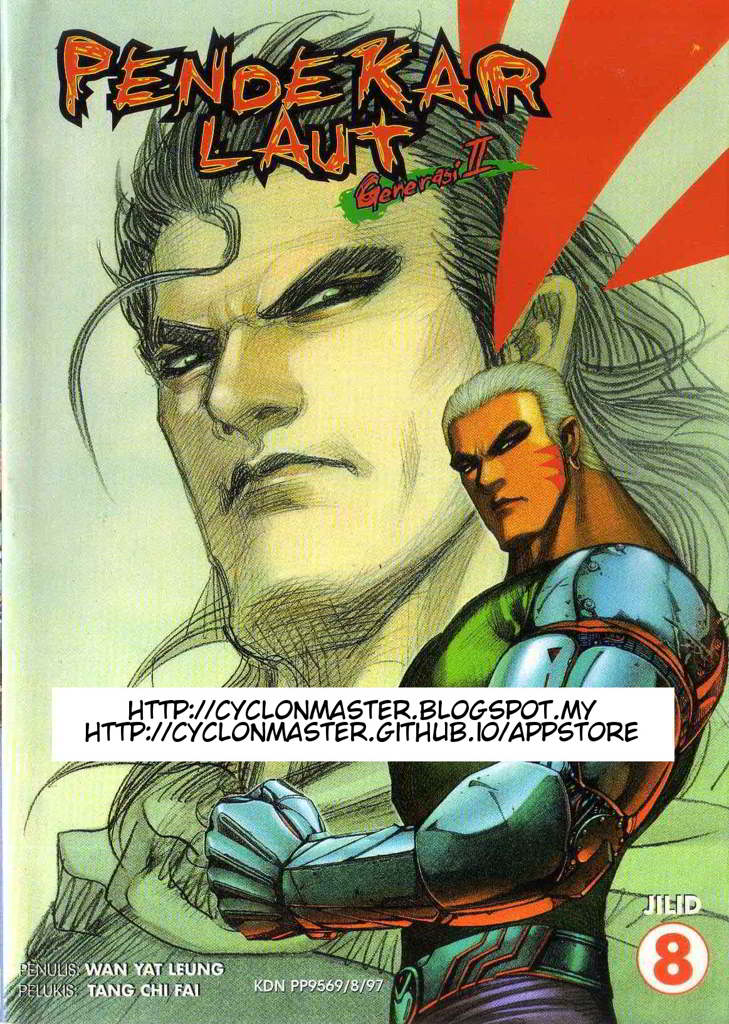 PENDEKAR
LAUT
Generasi II
HTTP://CYCLONMASTER.BLOGSPOT.MY
HTTP://CYCLONMASTER.GITHUB.IO/APPSTORE
JILID
8
PENULIS: WAN YAT LEUNG
PELUKIS: TANG CHI FAI
KDN PP9569/8/97